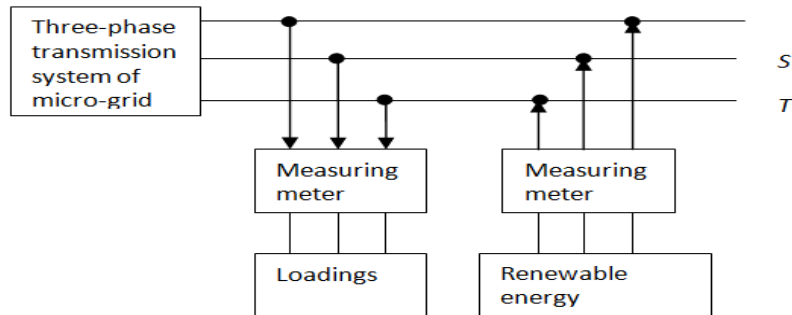 Three-phase
transmission
system of
micro-grid
S
T
Measuring
meter
Measuring
meter
Loadings
Renewable
energy